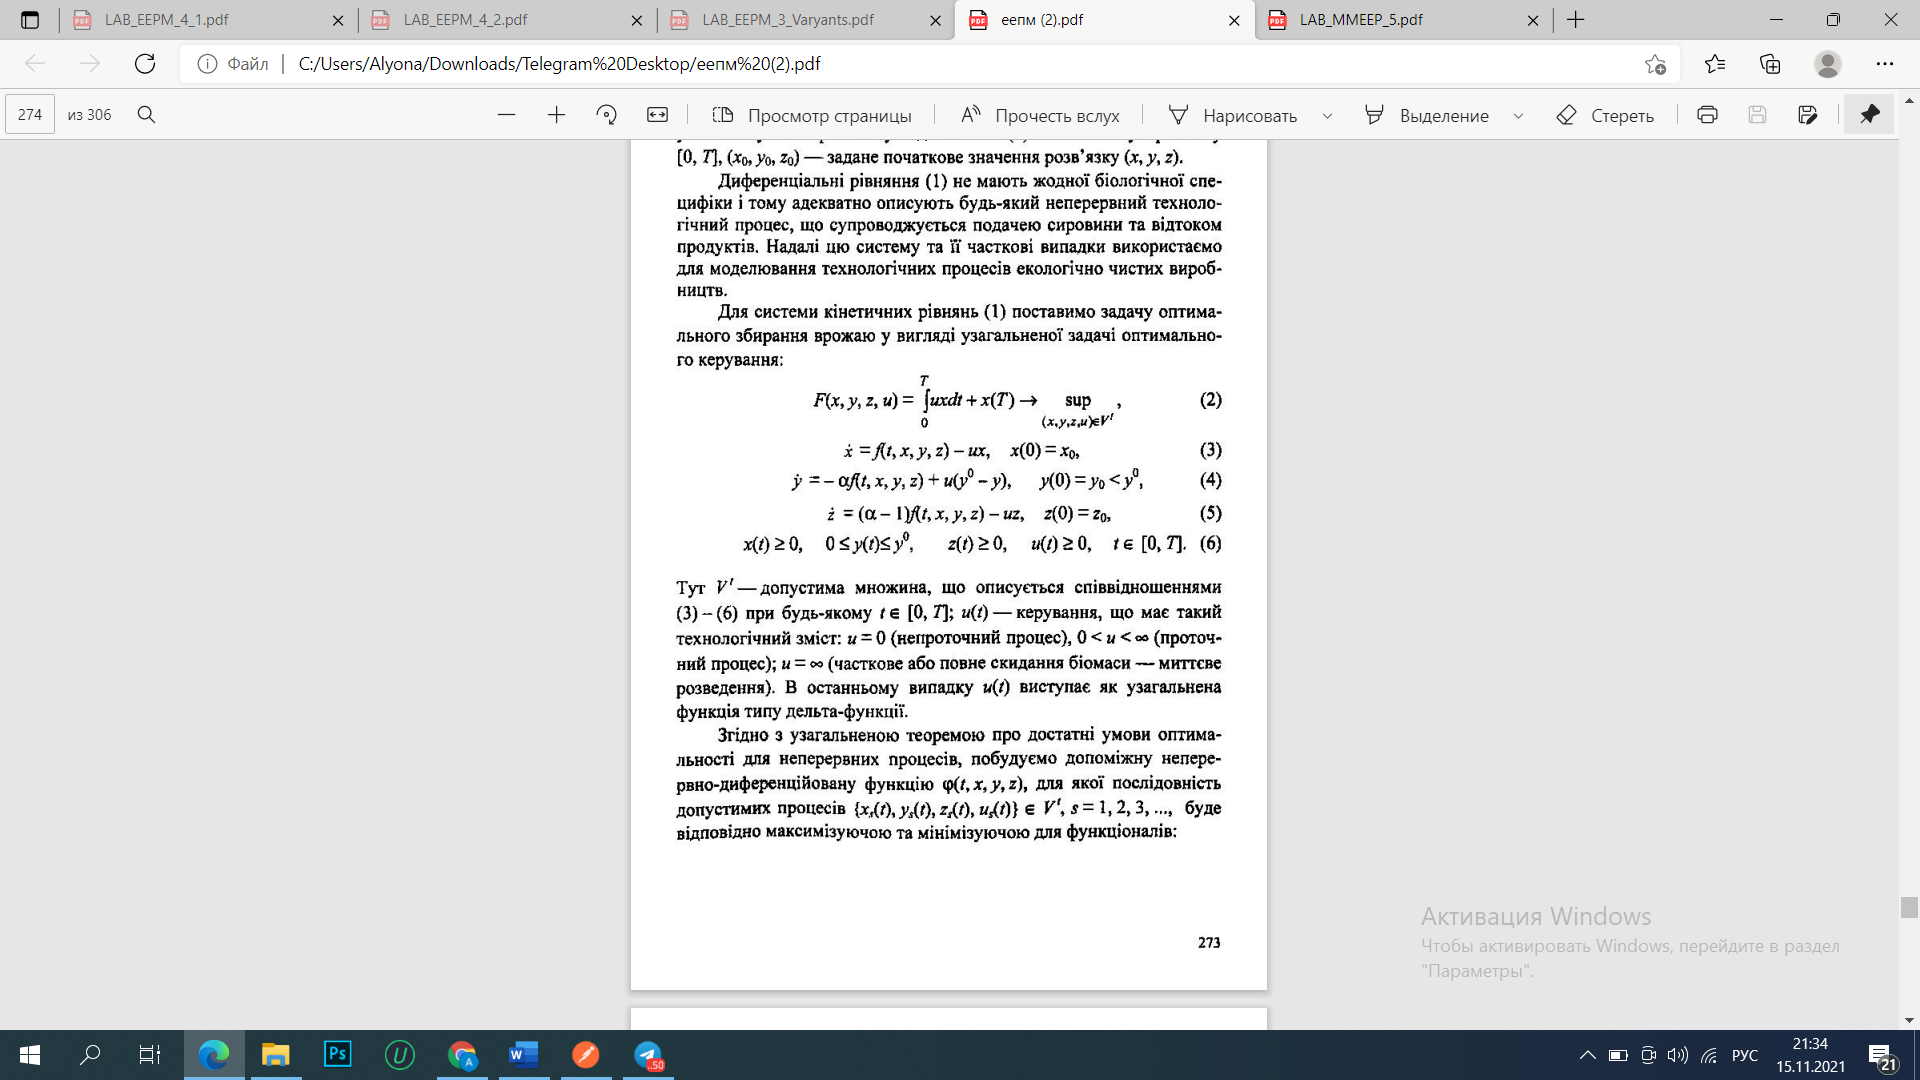 LAB_EEPM_4_1.pdf
LAB_EEPM_4_2.pdf
LAB_EEPM_3_Varyants.pdf
еепм (2).pdf
LAB_MMEEP_5.pdf
Файл
C:/Users/Alyona/Downloads/Telegram%20Desktop/еепм%20(2).pdf
274 из 306
Просмотр страницы
Прочесть вслух
Нарисовать
Выделение
Стереть
[0, T], (x₀, y₀, z₀) — задане початкове значення розв’язку (x, y, z).
Диференціальні рівняння (1) не мають жодної біологічної спе-
цифіки і тому адекватно описують будь-який неперервний техноло-
гічний процес, що супроводжується подачею сировини та відтоком
продуктів. Надалі цю систему та її часткові випадки використаємо
для моделювання технологічних процесів екологічно чистих вироб-
ництв.
Для системи кінетичних рівнянь (1) поставимо задачу оптима-
льного збирання врожаю у вигляді узагальненої задачі оптимально-
го керування:
F(x, y, z, u) = ∫₀ᵀ uxdt + x(T) → sup (x,y,z,u)∈V′ , (2)
ẋ = f(t, x, y, z) – ux, x(0) = x₀, (3)
ẏ = – αf(t, x, y, z) + u(y⁰ – y), y(0) = y₀ < y⁰, (4)
ż = (α – 1)f(t, x, y, z) – uz, z(0) = z₀, (5)
x(t) ≥ 0, 0 ≤ y(t) ≤ y⁰, z(t) ≥ 0, u(t) ≥ 0, t ∈ [0, T]. (6)
Тут V′ — допустима множина, що описується співвідношеннями
(3) – (6) при будь-якому t ∈ [0, T]; u(t) — керування, що має такий
технологічний зміст: u = 0 (непроточний процес), 0 < u < ∞ (проточ-
ний процес); u = ∞ (часткове або повне скидання біомаси — миттєве
розведення). В останньому випадку u(t) виступає як узагальнена
функція типу дельта-функції.
Згідно з узагальненою теоремою про достатні умови оптима-
льності для неперервних процесів, побудуємо допоміжну непере-
рвно-диференційовану функцію φ(t, x, y, z), для якої послідовність
допустимих процесів {xₛ(t), yₛ(t), zₛ(t), uₛ(t)} ∈ V′, s = 1, 2, 3, ..., буде
відповідно максимізуючою та мінімізуючою для функціоналів:
273
Активация Windows
Чтобы активировать Windows, перейдите в раздел
"Параметры".
Ps
U
A
W
50
РУС
21:34
15.11.2021
21